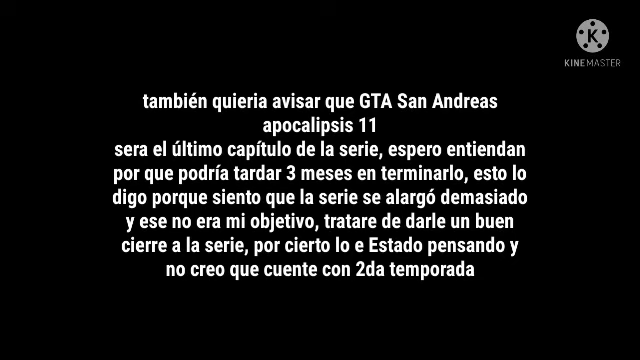 K
KINEMASTER
también quieria avisar que GTA San Andreas
apocalipsis 11
sera el último capítulo de la serie, espero entiendan
por que podría tardar 3 meses en terminarlo, esto lo
digo porque siento que la serie se alargó demasiado
y ese no era mi objetivo, tratare de darle un buen
cierre a la serie, por cierto lo e Estado pensando y
no creo que cuente con 2da temporada